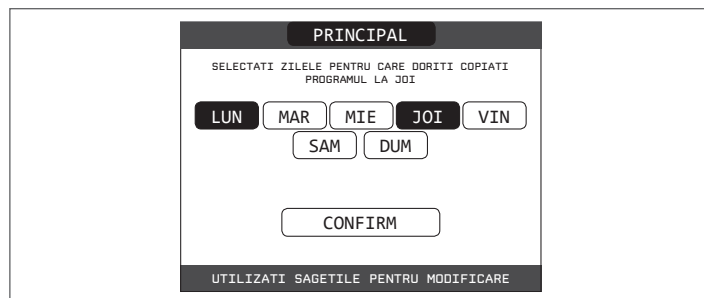 PRINCIPAL
SELECTATI ZILELE PENTRU CARE DORITI COPIATI
PROGRAMUL LA JOI
LUN MAR MIE JOI VIN
SAM DUM
CONFIRM
UTILIZATI SAGETILE PENTRU MODIFICARE